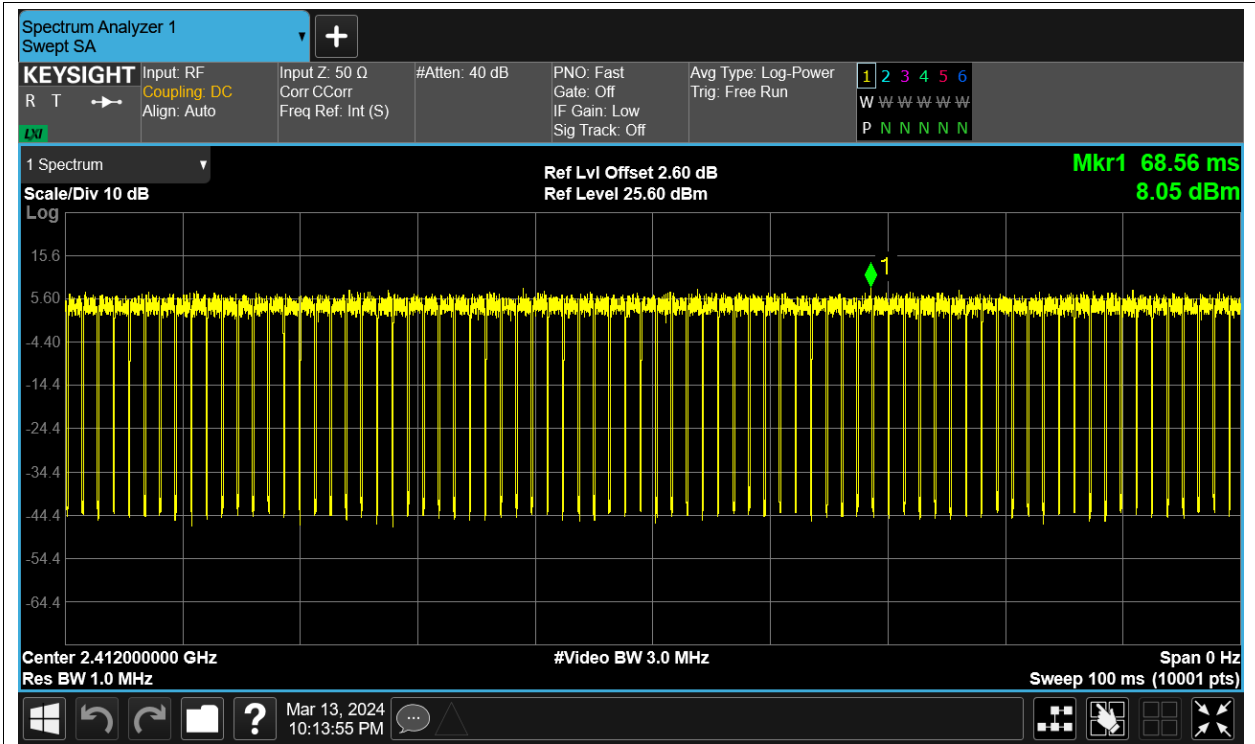 Spectrum Analyzer 1
Swept SA
KEYSIGHT
R T
LXI
Input: RF
Coupling: DC
Align: Auto
Input Z: 50 Ω
Corr CCorr
Freq Ref: Int (S)
#Atten: 40 dB
PNO: Fast
Gate: Off
IF Gain: Low
Sig Track: Off
Avg Type: Log-Power
Trig: Free Run
1 2 3 4 5 6
W W W W W W
P N N N N N
1 Spectrum
Scale/Div 10 dB
Ref Lvl Offset 2.60 dB
Ref Level 25.60 dBm
Mkr1 68.56 ms
8.05 dBm
Log
15.6
5.60
-4.40
-14.4
-24.4
-34.4
-44.4
-54.4
-64.4
1
Center 2.412000000 GHz
Res BW 1.0 MHz
#Video BW 3.0 MHz
Span 0 Hz
Sweep 100 ms (10001 pts)
?
Mar 13, 2024
10:13:55 PM